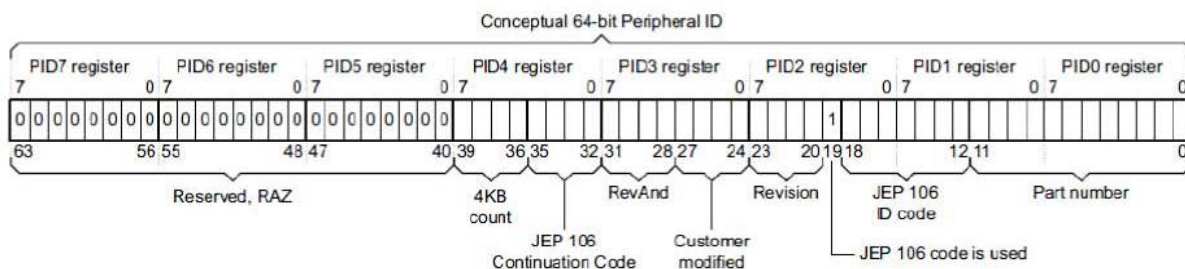 Conceptual 64-bit Peripheral ID
PID7 register PID6 register PID5 register PID4 register PID3 register PID2 register PID1 register PID0 register
7 0 7 0 7 0 7 0 7 0 7 0 7 0 7 0
0 0 0 0 0 0 0 0 0 0 0 0 0 0 0 0 0 0 0 0 0 0 0 0 1
63 56 55 48 47 40 39 36 35 32 31 28 27 24 23 20 19 18 12 11 0
Reserved, RAZ 4KB count RevAnd Revision JEP 106 ID code Part number
JEP 106 Continuation Code Customer modified JEP 106 code is used